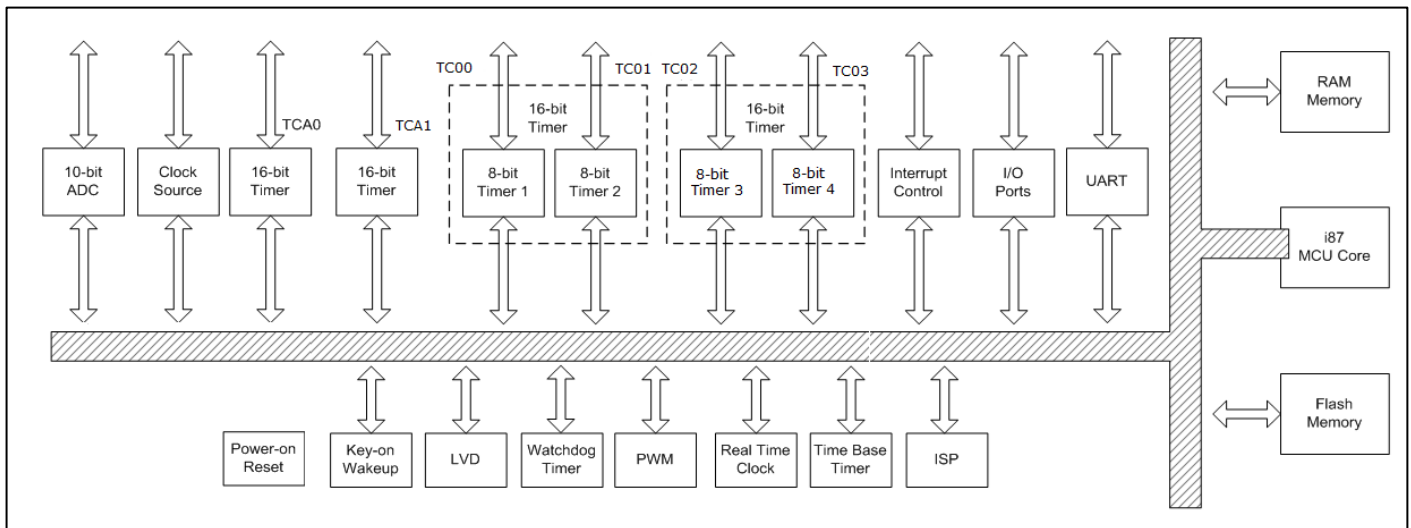 TC00
TC01
TC02
TC03
16-bit
Timer
16-bit
Timer
TCA0
TCA1
10-bit
ADC
Clock
Source
16-bit
Timer
16-bit
Timer
8-bit
Timer 1
8-bit
Timer 2
8-bit
Timer 3
8-bit
Timer 4
Interrupt
Control
I/O
Ports
UART
RAM
Memory
i87
MCU Core
Flash
Memory
Power-on
Reset
Key-on
Wakeup
LVD
Watchdog
Timer
PWM
Real Time
Clock
Time Base
Timer
ISP